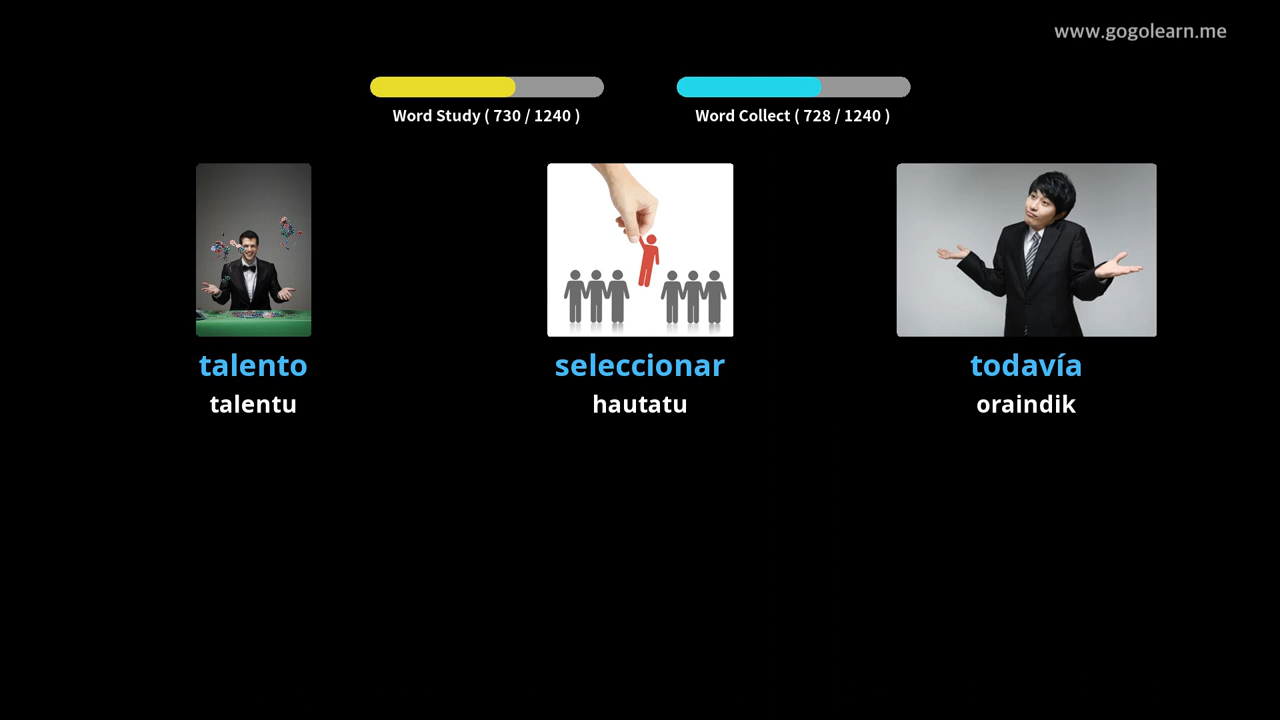 www.gogolearn.me
Word Study ( 730 / 1240 )
Word Collect ( 728 / 1240 )
talento
seleccionar
todavía
talentu
hautatu
oraindik